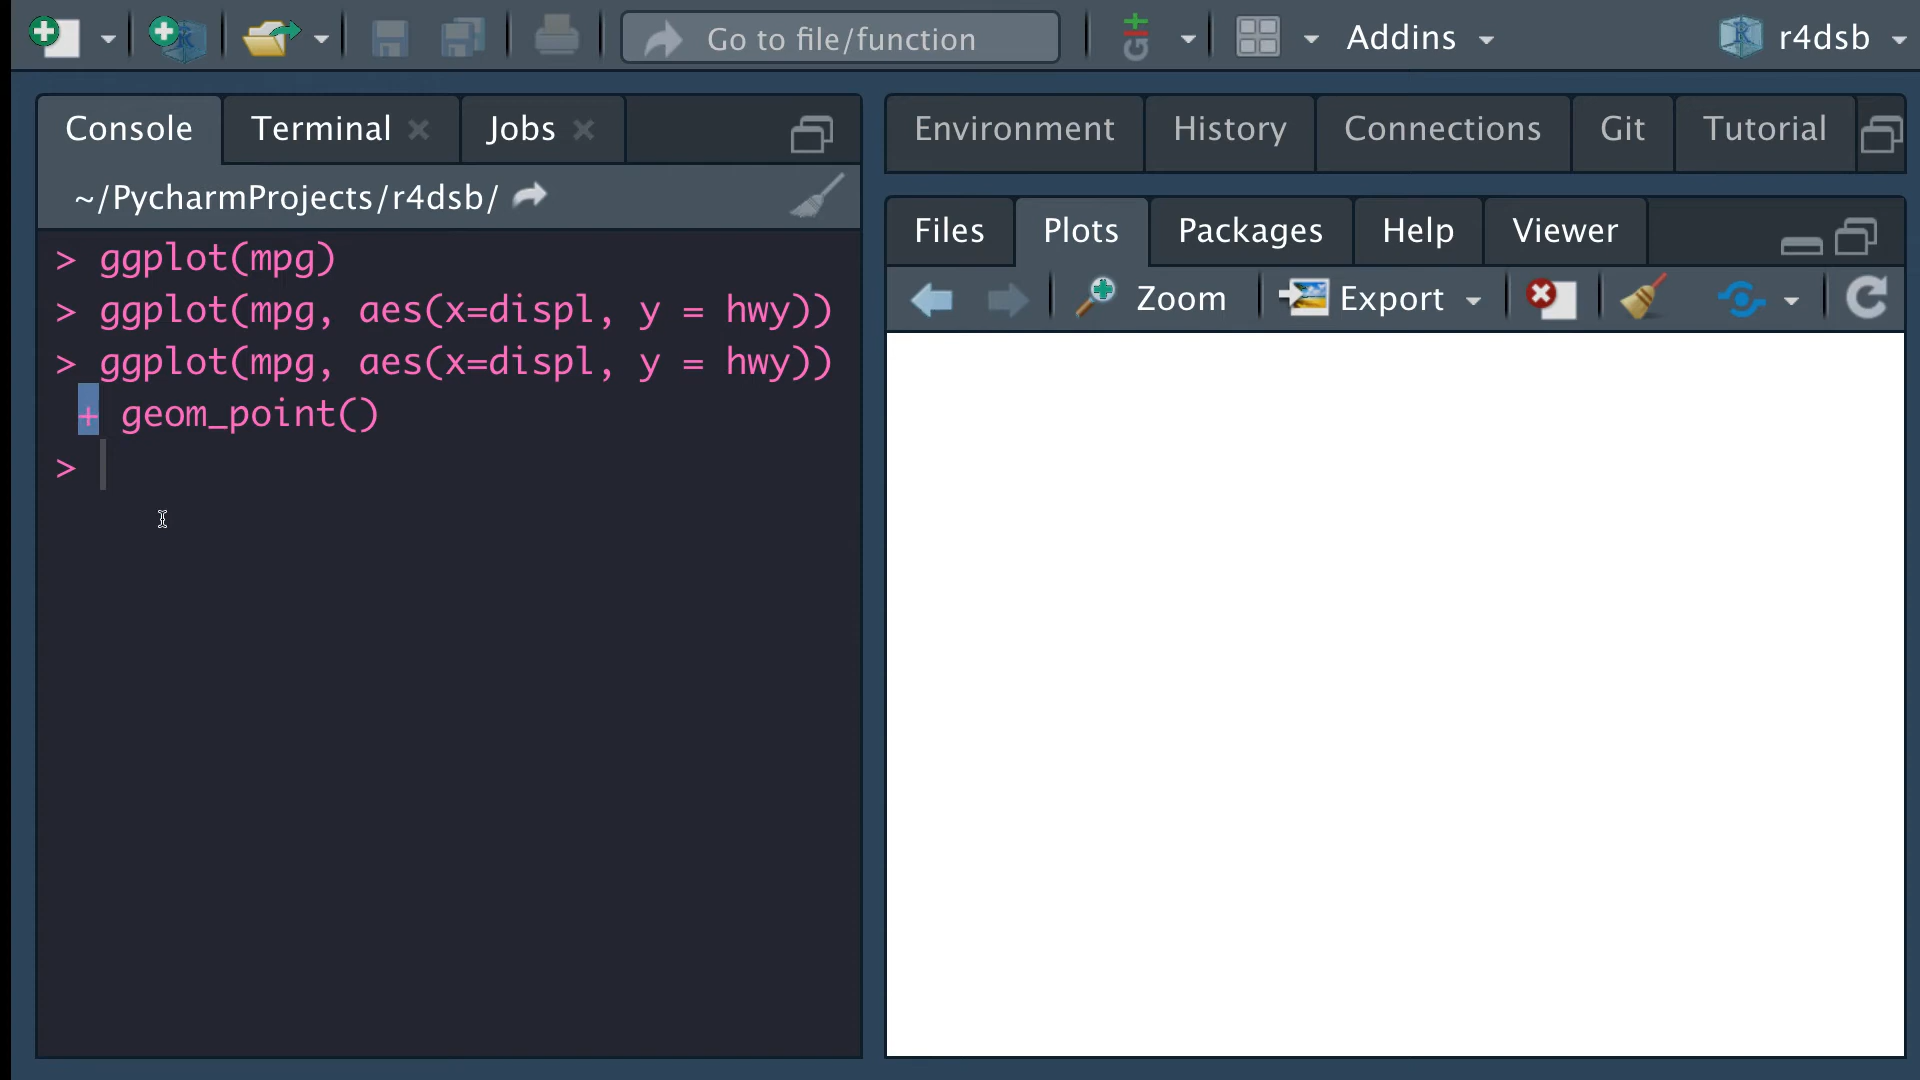 Go to file/function
Git
Addins
r4dsb
Console
Terminal
Jobs
Environment
History
Connections
Git
Tutorial
~/PycharmProjects/r4dsb/
Files
Plots
Packages
Help
Viewer
Zoom
Export
> ggplot(mpg)
> ggplot(mpg, aes(x=displ, y = hwy))
> ggplot(mpg, aes(x=displ, y = hwy))
+ geom_point()
>